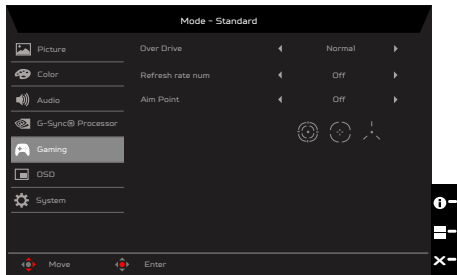 Mode - Standard
Picture
Over Drive Normal
Color
Refresh rate num Off
Audio
Aim Point Off
G-Sync® Processor
Gaming
OSD
System
Move Enter